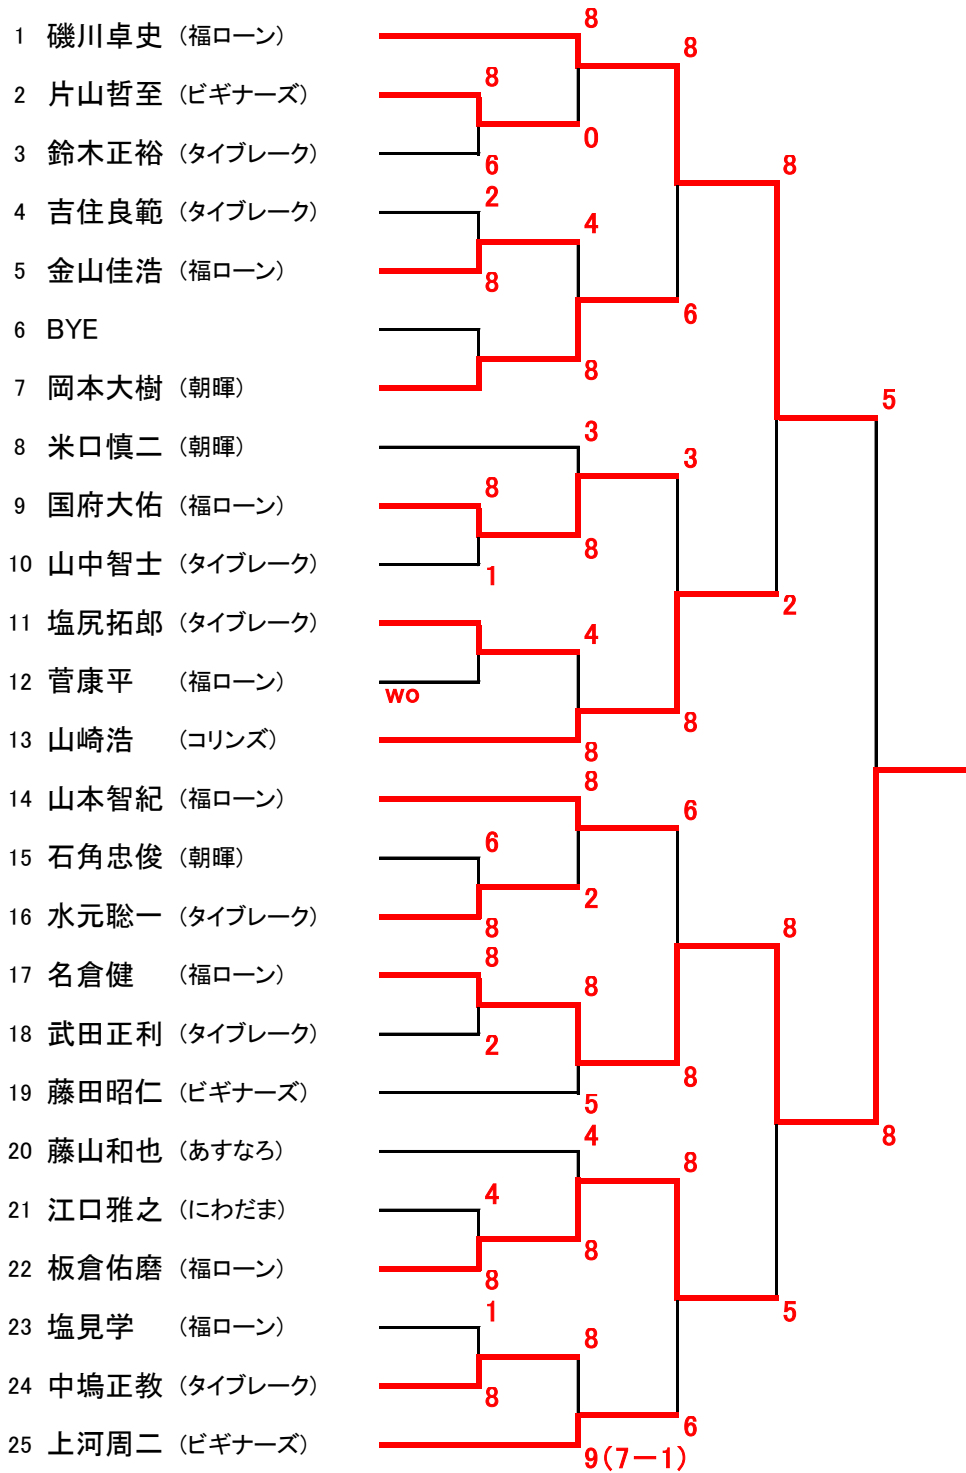 8
1 磯川卓史 (福ローン)
8
8
2 片山哲至 (ビギナーズ)
0
3 鈴木正裕 (タイブレーク)
6
8
2
4 吉住良範 (タイブレーク)
4
5 金山佳浩 (福ローン)
8
6
6 BYE
8
7 岡本大樹 (朝暉)
5
3
8 米口慎二 (朝暉)
3
8
9 国府大佑 (福ローン)
8
10 山中智士 (タイブレーク)
1
2
11 塩尻拓郎 (タイブレーク)
4
12 菅康平 (福ローン)
wo
8
13 山崎浩 (コリンズ)
8
8
14 山本智紀 (福ローン)
6
6
15 石角忠俊 (朝暉)
2
16 水元聡一 (タイブレーク)
8
8
8
17 名倉健 (福ローン)
8
18 武田正利 (タイブレーク)
2
8
19 藤田昭仁 (ビギナーズ)
5
8
4
20 藤山和也 (あすなろ)
8
4
21 江口雅之 (にわだま)
8
22 板倉佑磨 (福ローン)
8
1
5
23 塩見学 (福ローン)
8
24 中塢正教 (タイブレーク)
8
6
25 上河周二 (ビギナーズ)
9(7－1)